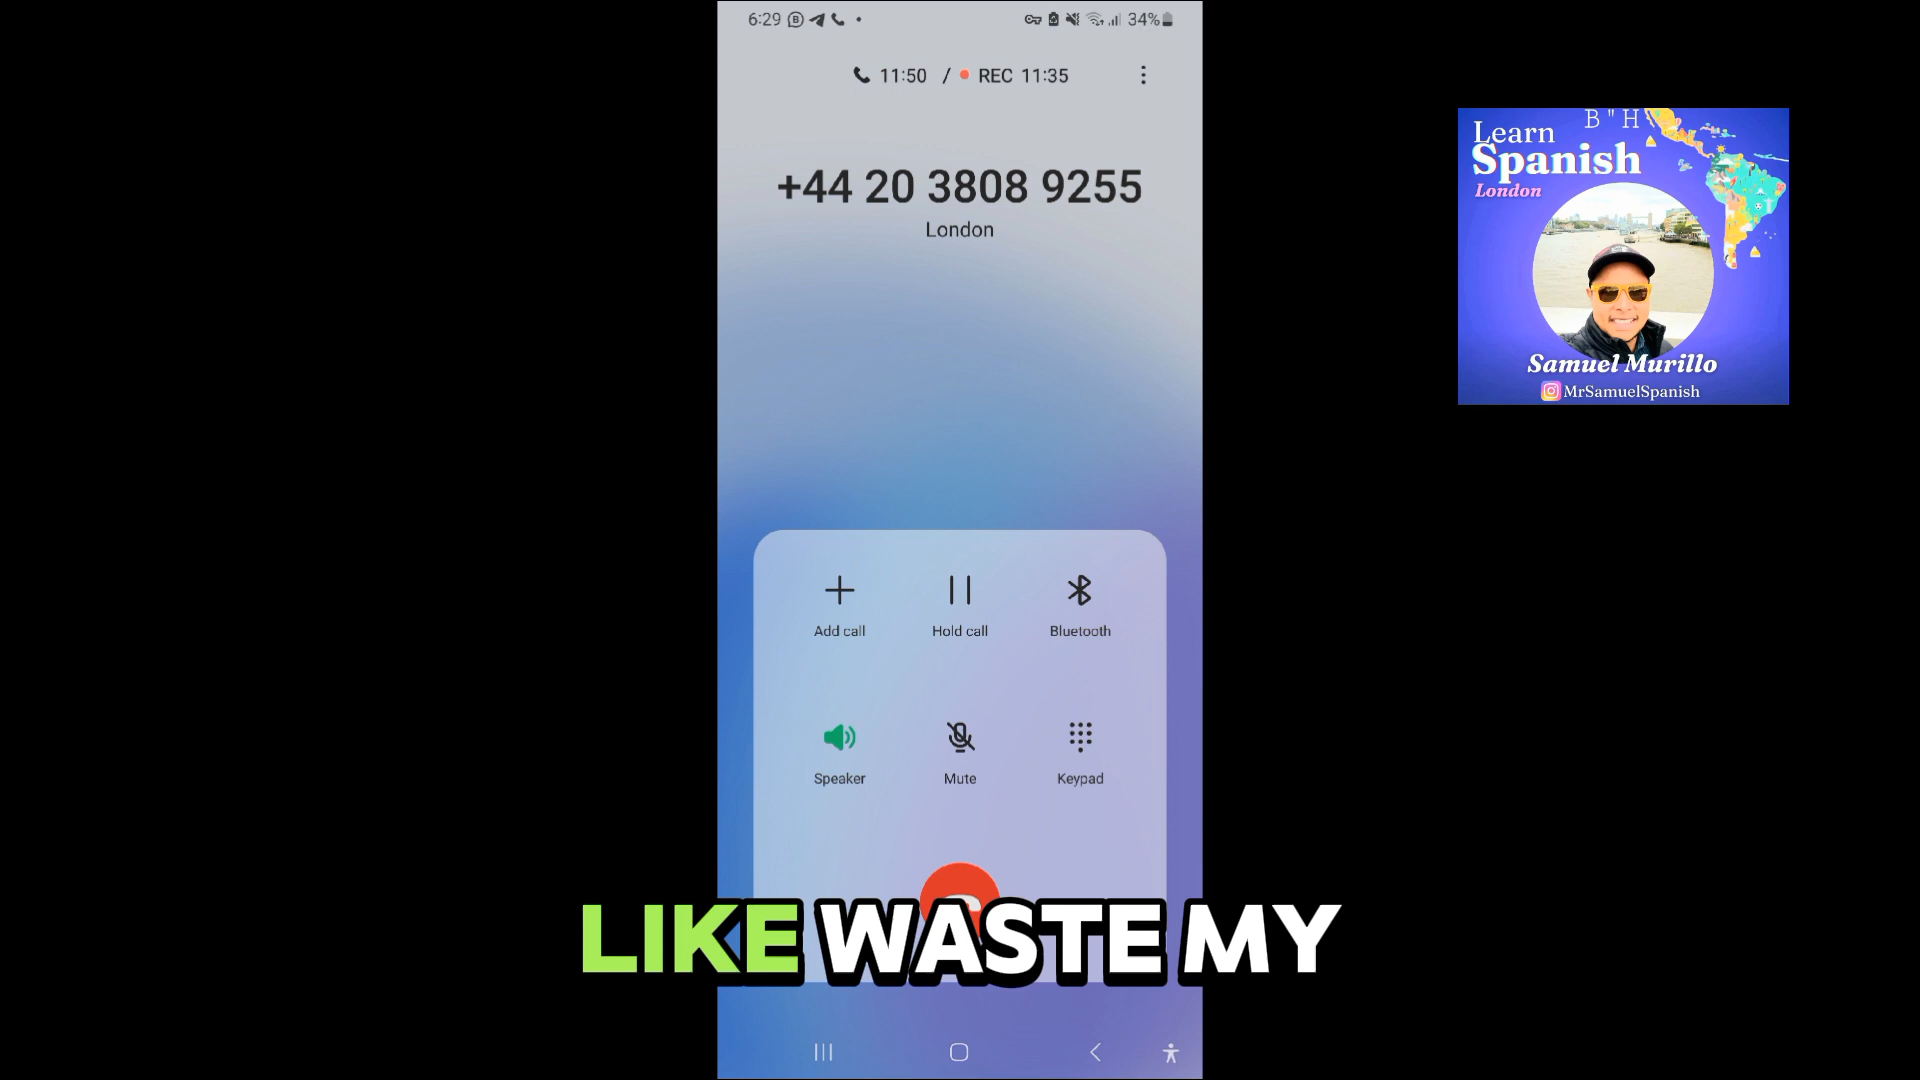 6:29
34%
11:50 / REC 11:35
+44 20 3808 9255
London
Add call
Hold call
Bluetooth
Speaker
Mute
Keypad
LIKE WASTE MY
B"H
Learn
Spanish
London
Samuel Murillo
MrSamuelSpanish